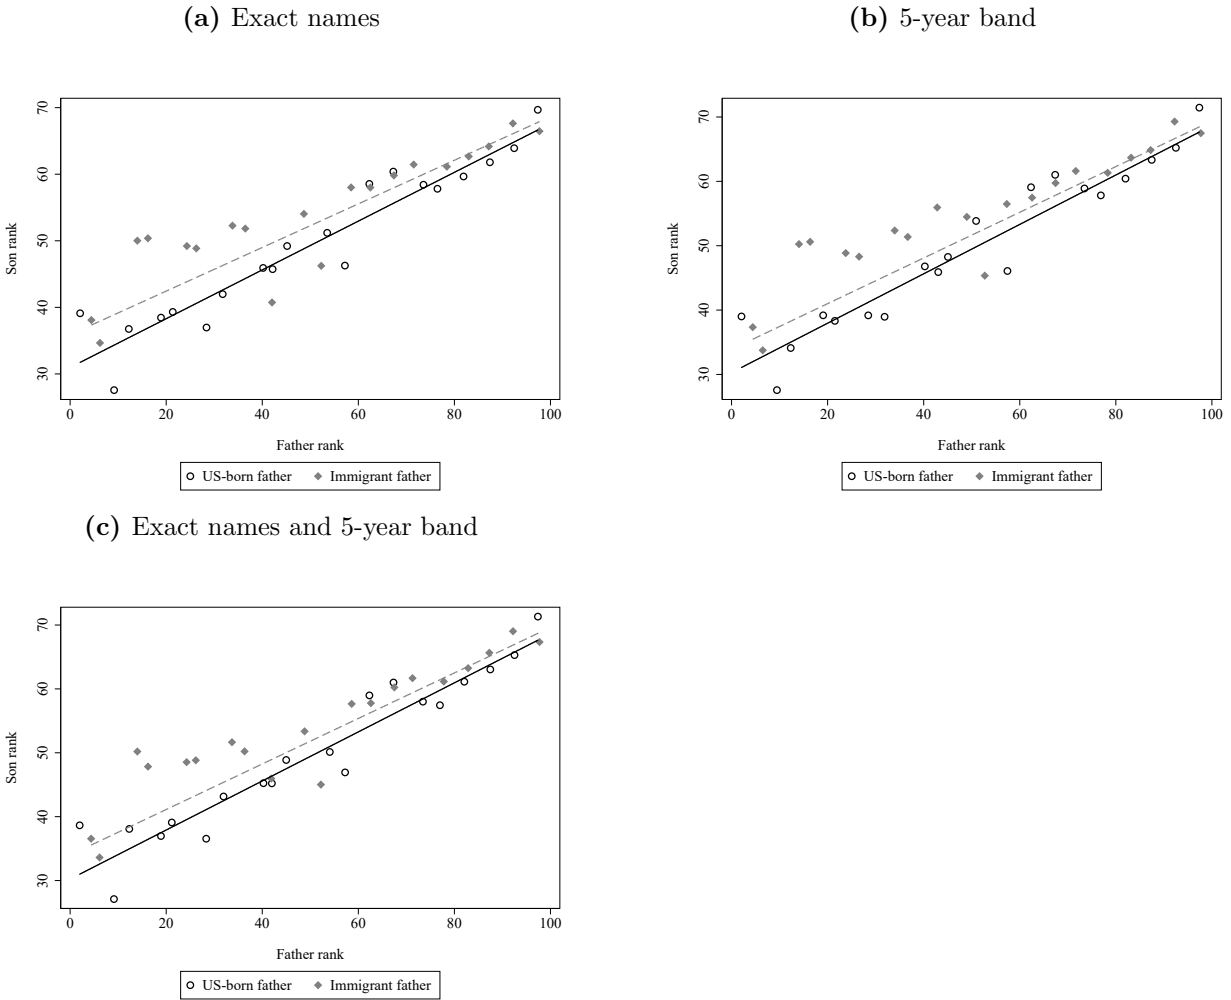 (a) Exact names
70
60
50
40
30
Son rank
0 20 40 60 80 100
Father rank
US-born father Immigrant father
(b) 5-year band
70
60
50
40
30
Son rank
0 20 40 60 80 100
Father rank
US-born father Immigrant father
(c) Exact names and 5-year band
70
60
50
40
30
Son rank
0 20 40 60 80 100
Father rank
US-born father Immigrant father